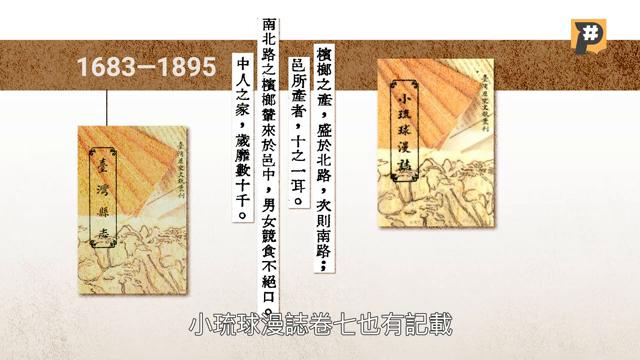 1683—1895
P#
檳榔之產，盛於北路，次則南路；
邑所產者，十之一耳。
南北路之檳榔輦來於邑中，男女競食不絕口。
中人之家，歲靡數十千。
臺灣歷史文獻叢刊
小琉球漫誌
臺灣歷史文獻叢刊
臺灣縣志
小琉球漫誌卷七也有記載